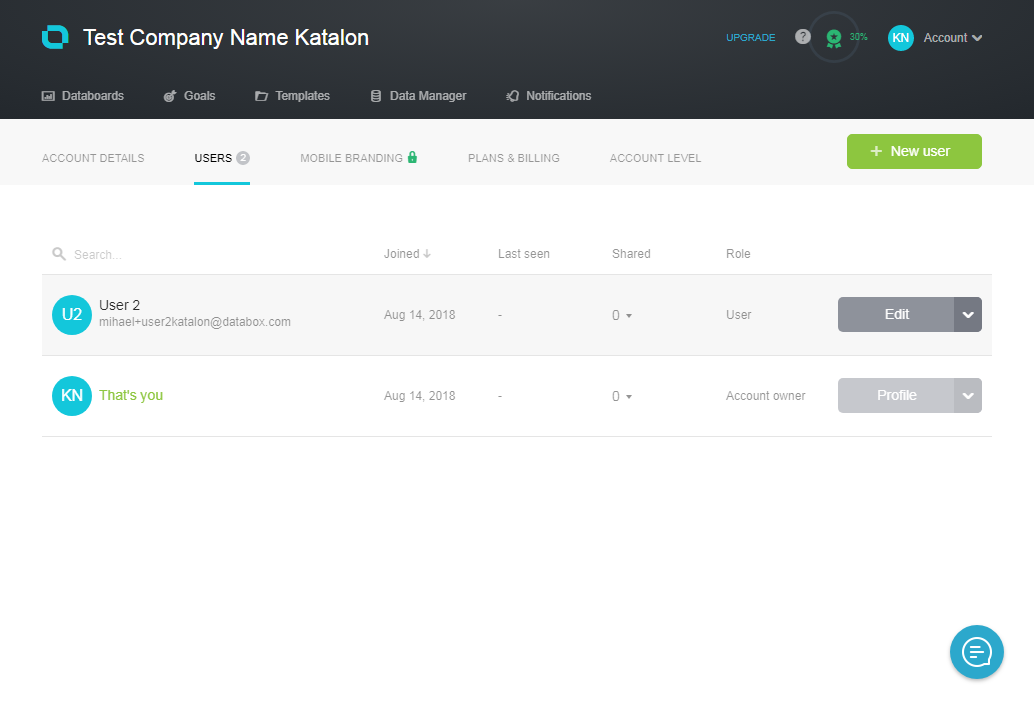 Test Company Name Katalon
UPGRADE ? 30% KN Account
Databoards Goals Templates Data Manager Notifications
ACCOUNT DETAILS USERS 2 MOBILE BRANDING PLANS & BILLING ACCOUNT LEVEL + New user
Search... Joined Last seen Shared Role
U2 User 2
mihael+user2katalon@databox.com Aug 14, 2018 - 0 User Edit
KN That's you Aug 14, 2018 - 0 Account owner Profile